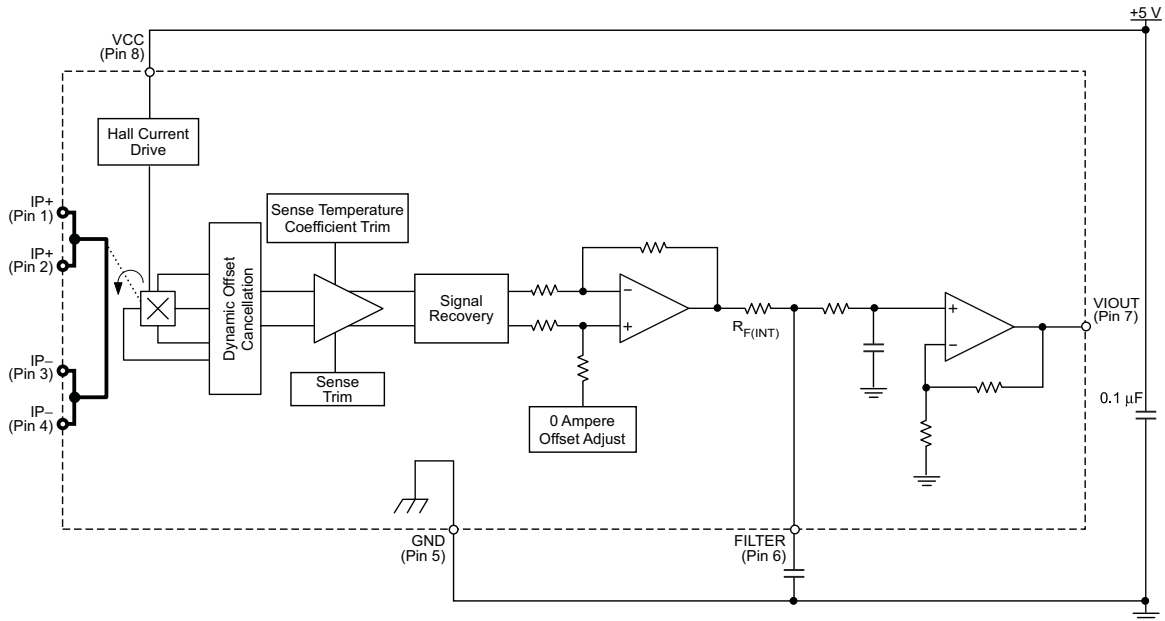 +5 V
VCC
(Pin 8)
Hall Current
Drive
IP+
(Pin 1)
IP+
(Pin 2)
IP–
(Pin 3)
IP–
(Pin 4)
Dynamic Offset
Cancellation
Sense Temperature
Coefficient Trim
Sense
Trim
Signal
Recovery
0 Ampere
Offset Adjust
–
+
RF(INT)
+
–
VIOUT
(Pin 7)
0.1 μF
GND
(Pin 5)
FILTER
(Pin 6)